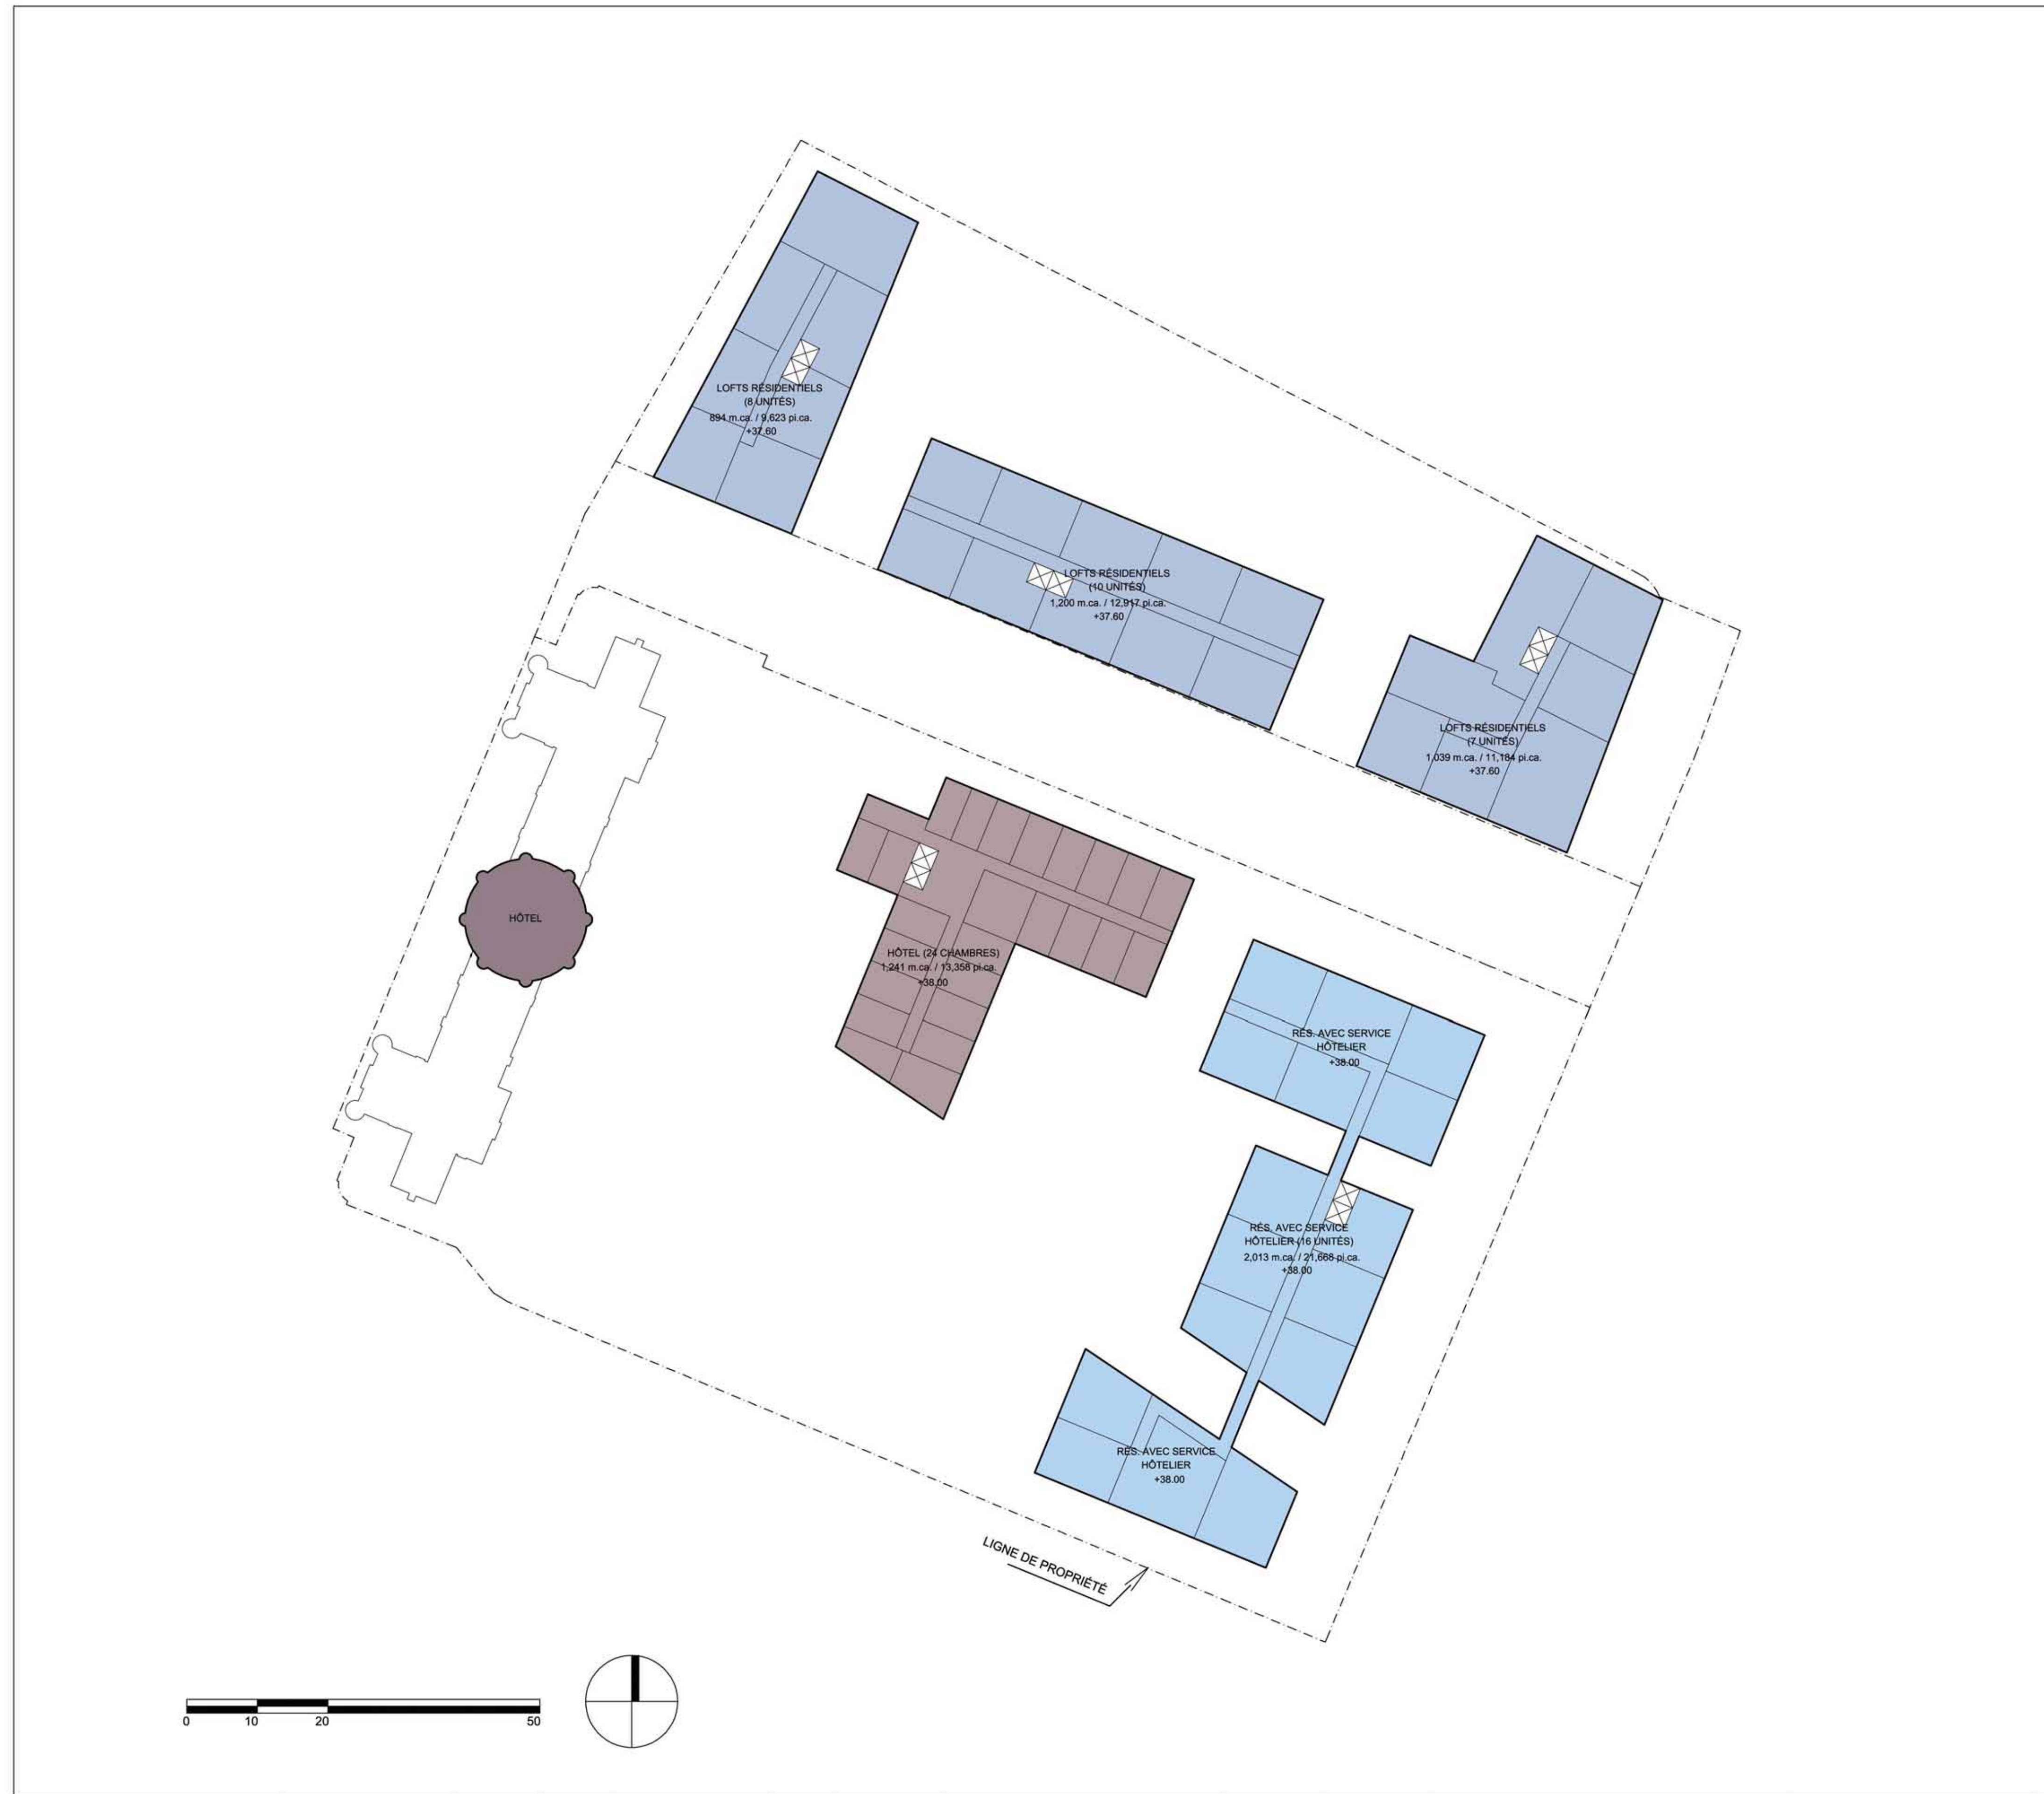 LOFTS RÉSIDENTIELS
(8 UNITÉS)
894 m.ca. / 9,623 pi.ca.
+37.60
LOFTS RÉSIDENTIELS
(10 UNITÉS)
1,200 m.ca. / 12,917 pi.ca.
+37.60
LOFTS RÉSIDENTIELS
(7 UNITÉS)
1,039 m.ca. / 11,184 pi.ca.
+37.60
HÔTEL
HÔTEL (24 CHAMBRES)
1,241 m.ca. / 13,358 pi.ca.
+38.00
RÉS. AVEC SERVICE
HÔTELIER
+38.00
RÉS. AVEC SERVICE
HÔTELIER (16 UNITÉS)
2,013 m.ca. / 21,668 pi.ca.
+38.00
RÉS. AVEC SERVICE
HÔTELIER
+38.00
LIGNE DE PROPRIÉTÉ
0 10 20 50